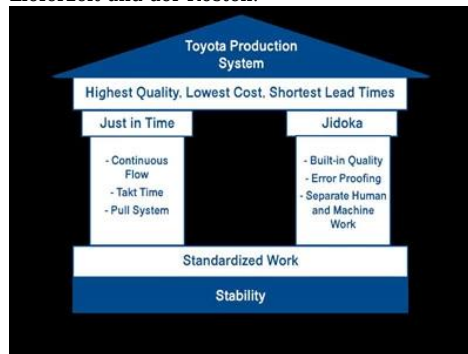 Toyota Production
System
Highest Quality, Lowest Cost, Shortest Lead Times
Just in Time
- Continuous
Flow
- Takt Time
- Pull System
Jidoka
- Built-in Quality
- Error Proofing
- Separate Human
and Machine
Work
Standardized Work
Stability